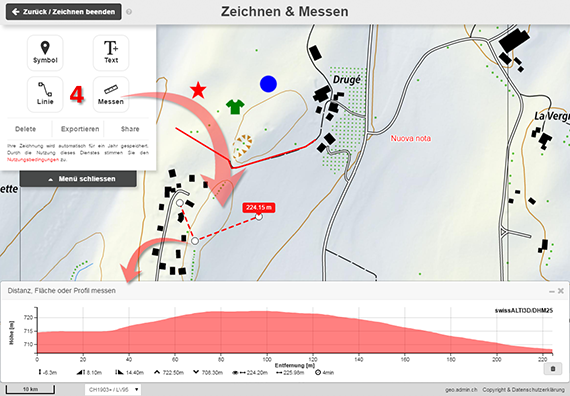 Zurück / Zeichnen beenden
Zeichnen & Messen
Symbol
Text
Linie
4
Messen
Delete
Exportieren
Share
Ihre Zeichnung wird automatisch für ein Jahr gespeichert.
Durch die Nutzung dieses Dienstes stimmen Sie den
Nutzungsbedingungen zu.
Menü schliessen
Drugé
Nuova nota
La Vergn
ette
224.15 m
Distanz, Fläche oder Profil messen
swissALTI3D/DHM25
Höhe [m]
720
715
710
0
20
40
60
80
100
120
140
160
180
200
220
Entfernung [m]
-6.3m
8.10m
14.40m
722.50m
708.30m
224.20m
225.96m
4min
10 km
CH1903+ / LV95
geo.admin.ch
Copyright & Datenschutzerklärung